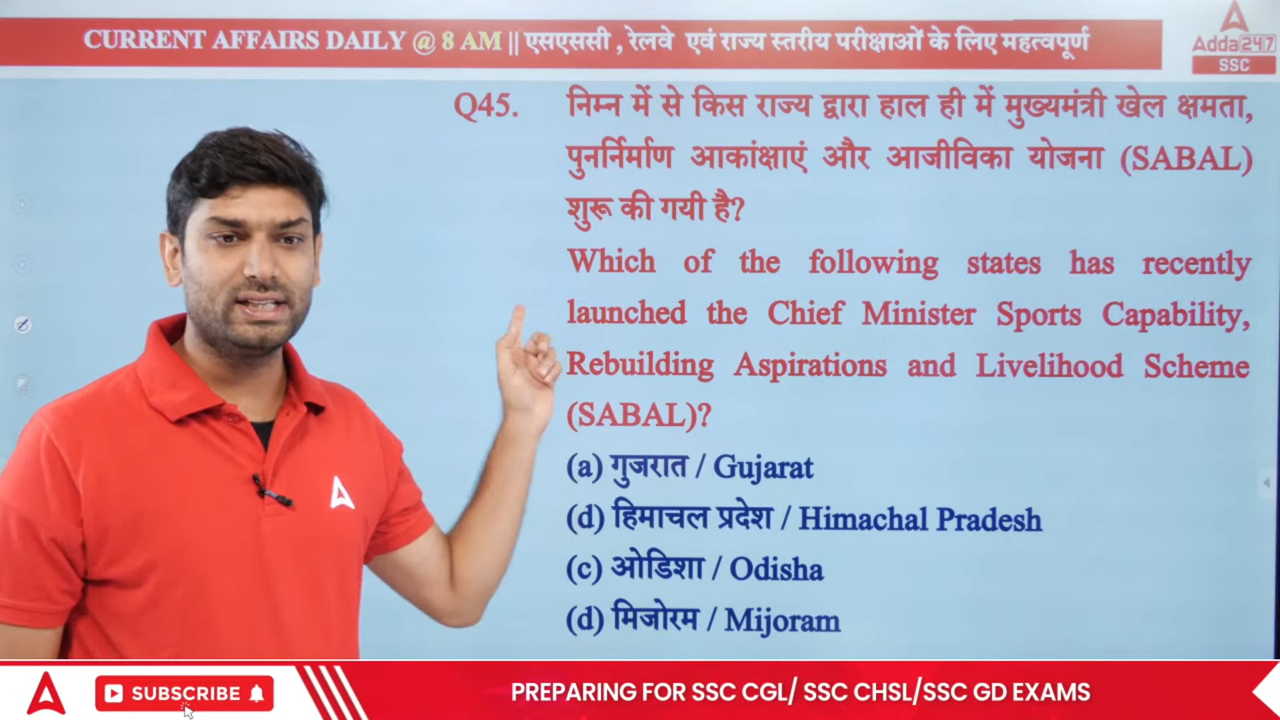 CURRENT AFFAIRS DAILY @ 8 AM || एसएससी , रेलवे एवं राज्य स्तरीय परीक्षाओं के लिए महत्वपूर्ण
Adda247
SSC
Q45. निम्न में से किस राज्य द्वारा हाल ही में मुख्यमंत्री खेल क्षमता,
पुनर्निर्माण आकांक्षाएं और आजीविका योजना (SABAL)
शुरू की गयी है?
Which of the following states has recently
launched the Chief Minister Sports Capability,
Rebuilding Aspirations and Livelihood Scheme
(SABAL)?
(a) गुजरात / Gujarat
(d) हिमाचल प्रदेश / Himachal Pradesh
(c) ओडिशा / Odisha
(d) मिजोरम / Mijoram
SUBSCRIBE
PREPARING FOR SSC CGL/ SSC CHSL/SSC GD EXAMS